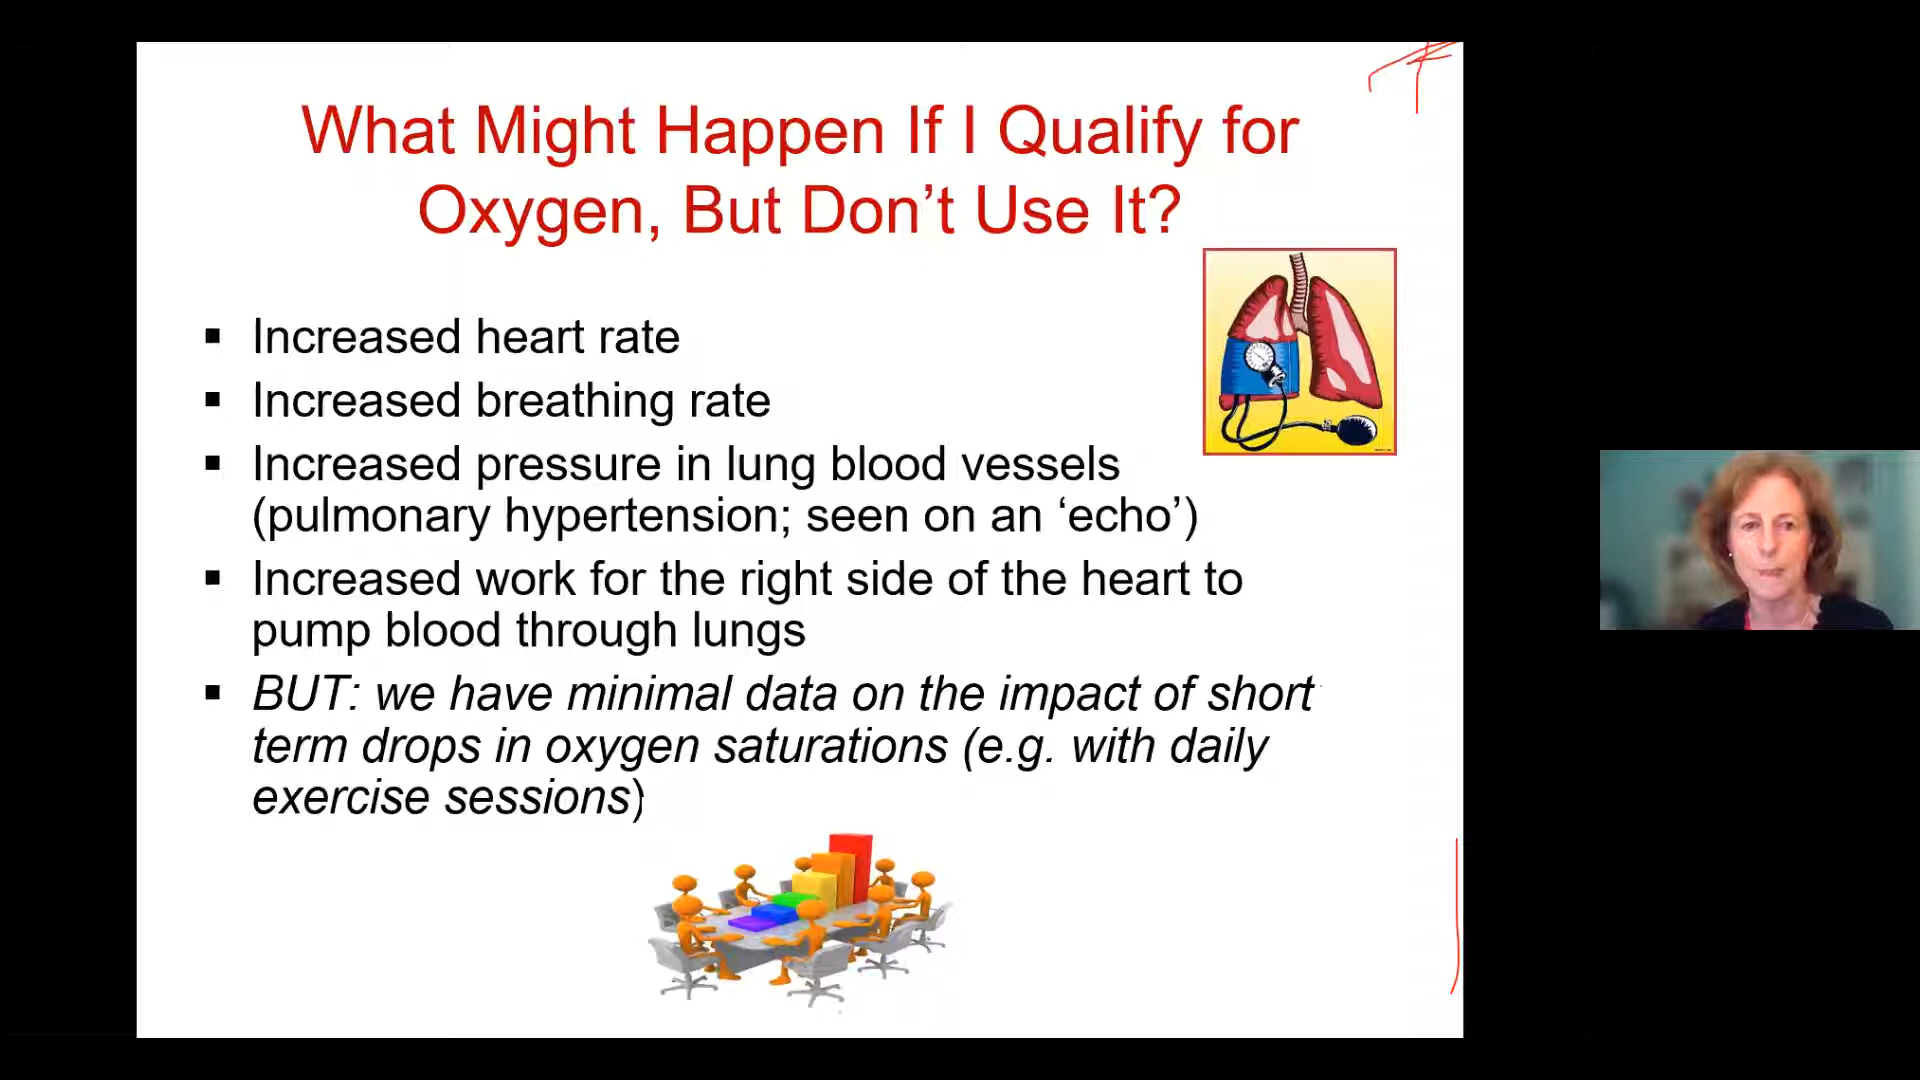 What Might Happen If I Qualify for
Oxygen, But Don’t Use It?
▪ Increased heart rate
▪ Increased breathing rate
▪ Increased pressure in lung blood vessels
(pulmonary hypertension; seen on an ‘echo’)
▪ Increased work for the right side of the heart to
pump blood through lungs
▪ BUT: we have minimal data on the impact of short
term drops in oxygen saturations (e.g. with daily
exercise sessions)